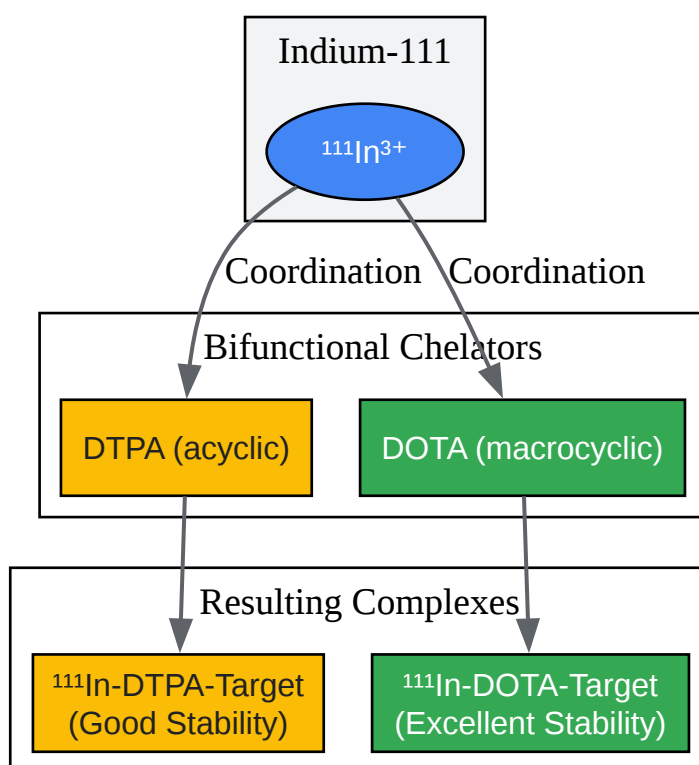 Indium-111
¹¹¹In³⁺
Coordination
Coordination
Bifunctional Chelators
DTPA (acyclic)
DOTA (macrocyclic)
Resulting Complexes
¹¹¹In-DTPA-Target
(Good Stability)
¹¹¹In-DOTA-Target
(Excellent Stability)